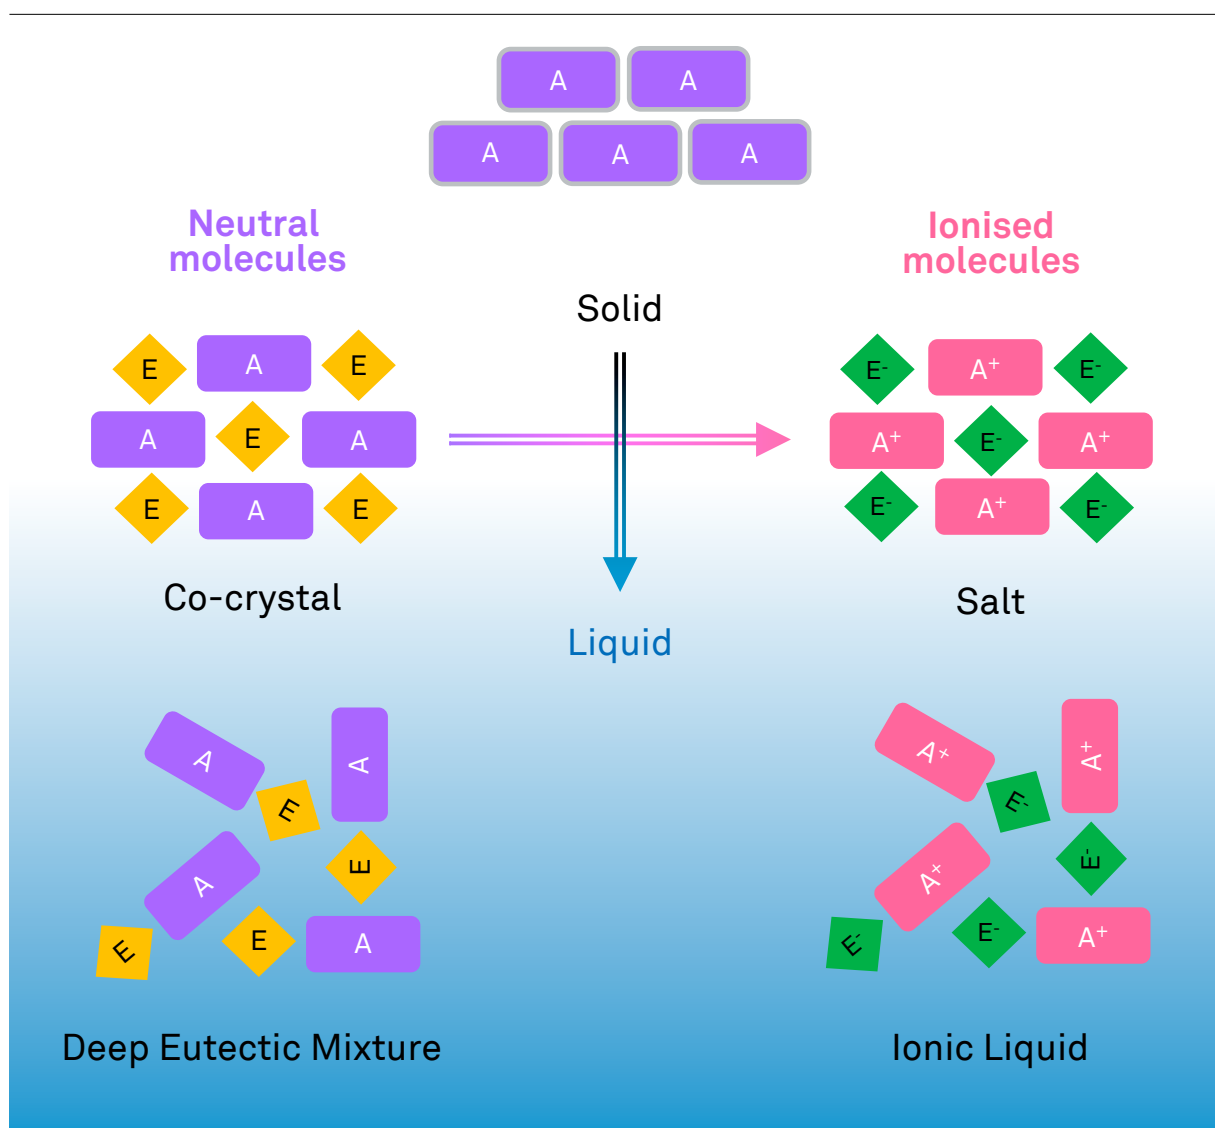 A A
A A A
Neutral
molecules
Ionised
molecules
Solid
E A E
A E A
E A E
E- A+ E-
A+ E- A+
E- A+ E-
Co-crystal
Salt
Liquid
A A
E
A E
E E A
A+ A+
E-
A+ E-
E- E- A+
Deep Eutectic Mixture
Ionic Liquid